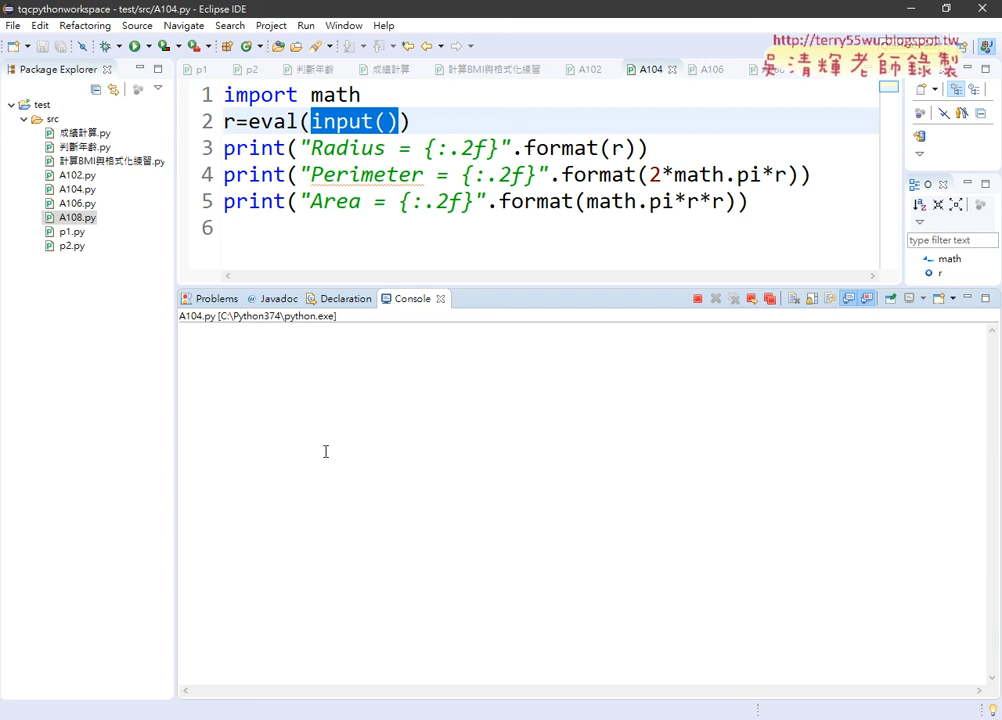 tqcpythonworkspace - test/src/A104.py - Eclipse IDE
File Edit Refactoring Source Navigate Search Project Run Window Help
http://terry55wu.blogspot.tw
吳清輝老師錄製
Package Explorer
p1 p2 判斷年齡 成績計算 計算BMI與格式化練習 A102 A104 A106
test
src
成績計算.py
判斷年齡.py
計算BMI與格式化練習.py
A102.py
A104.py
A106.py
A108.py
p1.py
p2.py
1 import math
2 r=eval(input())
3 print("Radius = {:.2f}".format(r))
4 print("Perimeter = {:.2f}".format(2*math.pi*r))
5 print("Area = {:.2f}".format(math.pi*r*r))
6
O
type filter text
math
r
Problems Javadoc Declaration Console
A104.py [C:\Python374\python.exe]